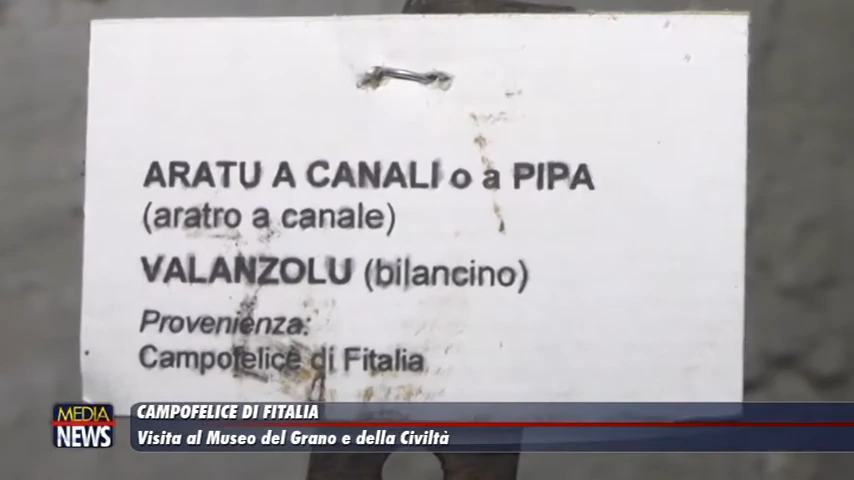 ARATU A CANALI o a PIPA
(aratro a canale)
VALANZOLU (bilancino)
Provenienza:
Campofelice di Fitalia
MEDIA
NEWS
CAMPOFELICE DI FITALIA
Visita al Museo del Grano e della Civiltà